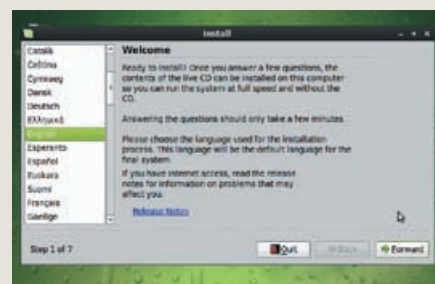 Install
Català
Čeština
Cymraeg
Dansk
Deutsch
Ελληνικά
English
Esperanto
Español
Euskara
Suomi
Français
Gaeilge
Welcome
Ready to install? Once you answer a few questions, the
contents of the live CD can be installed on this computer
so you can run the system at full speed and without the
CD.
Answering the questions should only take a few minutes.
Please choose the language used for the installation
process. This language will be the default language for the
final system.
If you have internet access, read the release
notes for information on problems that may
affect you.
Release Notes
Step 1 of 7
Quit
Back
Forward